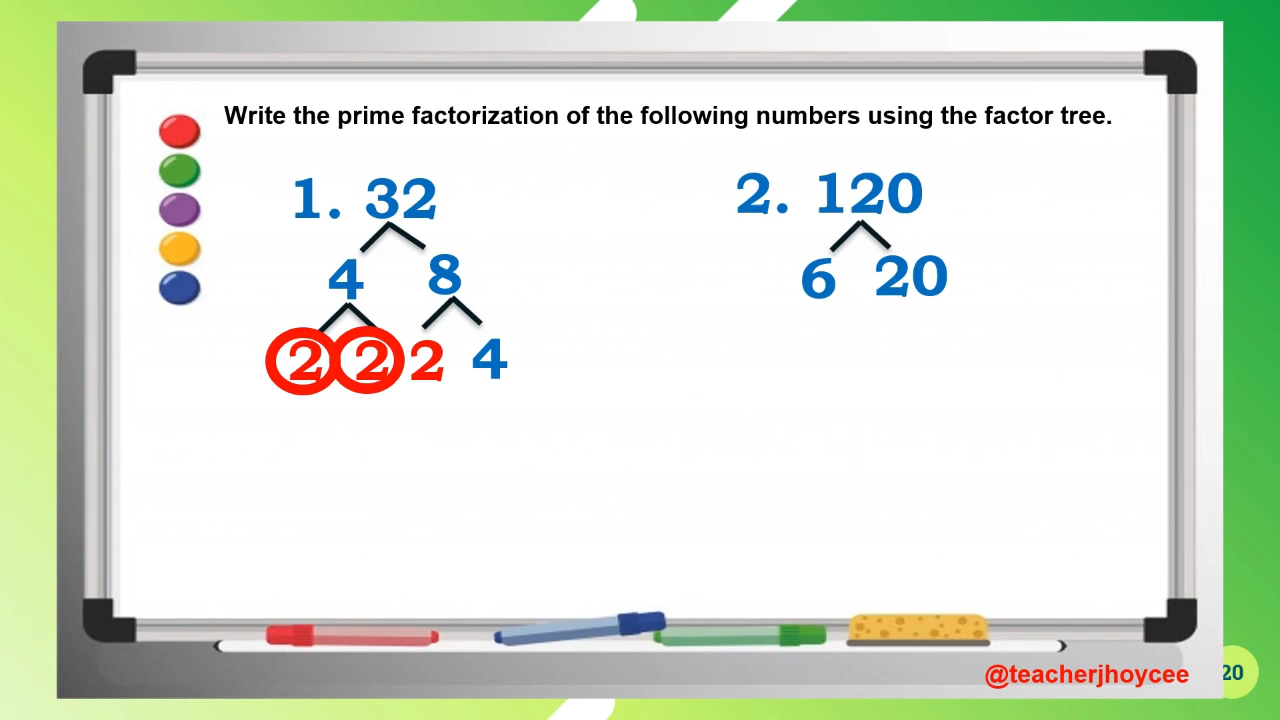 Write the prime factorization of the following numbers using the factor tree.
1. 32
4 8
2 2 2 4
2. 120
6 20
@teacherjhoycee
20